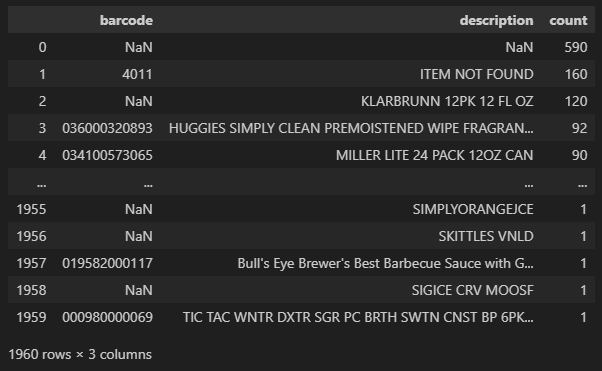 barcode description count
0 NaN NaN 590
1 4011 ITEM NOT FOUND 160
2 NaN KLARBRUNN 12PK 12 FL OZ 120
3 036000320893 HUGGIES SIMPLY CLEAN PREMOISTENED WIPE FRAGRAN... 92
4 034100573065 MILLER LITE 24 PACK 12OZ CAN 90
... ... ... ...
1955 NaN SIMPLYORANGEJCE 1
1956 NaN SKITTLES VNLD 1
1957 019582000117 Bull's Eye Brewer's Best Barbecue Sauce with G... 1
1958 NaN SIGICE CRV MOOSF 1
1959 000980000069 TIC TAC WNTR DXTR SGR PC BRTH SWTN CNST BP 6PK... 1
1960 rows × 3 columns